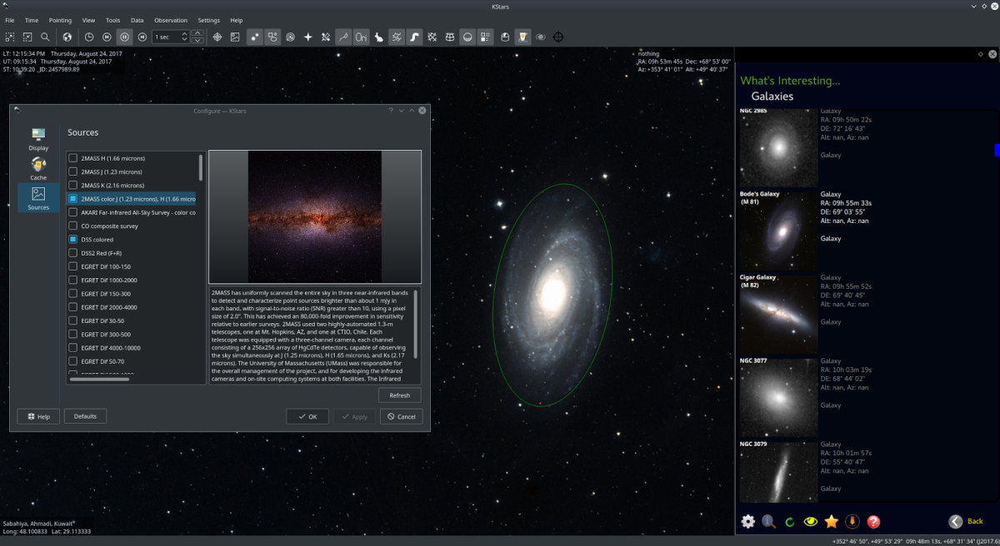 KStars
File Time Pointing View Tools Data Observation Settings Help
1 sec
LT: 12:15:34 PM Thursday, August 24, 2017
UT: 09:15:34 Thursday, August 24, 2017
ST: 10:39:20 JD: 2457989.89
nothing
RA: 09h 53m 45s Dec: +68° 53' 00"
Az: +353° 41' 01" Alt: +49° 40' 37"
Configure — KStars
Display
Cache
Sources
Sources
2MASS H (1.66 microns)
2MASS J (1.23 microns)
2MASS K (2.16 microns)
2MASS color J (1.23 microns), H (1.66 micro
AKARI Far-infrared All-Sky Survey - color co
CO composite survey
DSS colored
DSS2 Red (F+R)
EGRET Dif 100-150
EGRET Dif 1000-2000
EGRET Dif 150-300
EGRET Dif 2000-4000
EGRET Dif 30-50
EGRET Dif 300-500
EGRET Dif 4000-10000
EGRET Dif 50-70
2MASS has uniformly scanned the entire sky in three near-infrared bands
to detect and characterize point sources brighter than about 1 mJy in
each band, with signal-to-noise ratio (SNR) greater than 10, using a pixel
size of 2.0". This has achieved an 80,000-fold improvement in sensitivity
relative to earlier surveys. 2MASS used two highly-automated 1.3-m
telescopes, one at Mt. Hopkins, AZ, and one at CTIO, Chile. Each
telescope was equipped with a three-channel camera, each channel
consisting of a 256x256 array of HgCdTe detectors, capable of observing
the sky simultaneously at J (1.25 microns), H (1.65 microns), and Ks (2.17
microns). The University of Massachusetts (UMass) was responsible for
the overall management of the project, and for developing the infrared
cameras and on-site computing systems at both facilities. The Infrared
Refresh
Help Defaults OK Apply Cancel
What's Interesting...
Galaxies
NGC 2985
Galaxy
RA: 09h 50m 22s
DE: 72° 16' 43"
Alt: nan, Az: nan
Galaxy
Bode's Galaxy
(M 81)
Galaxy
RA: 09h 55m 33s
DE: 69° 03' 55"
Alt: nan, Az: nan
Galaxy
Cigar Galaxy
(M 82)
Galaxy
RA: 09h 55m 52s
DE: 69° 40' 45"
Alt: nan, Az: nan
Galaxy
NGC 3077
Galaxy
RA: 10h 03m 19s
DE: 68° 44' 02"
Alt: nan, Az: nan
Galaxy
NGC 3079
Galaxy
RA: 10h 01m 57s
DE: 55° 40' 47"
Alt: nan, Az: nan
Galaxy
Back
Sabahiya, Ahmadi, Kuwait
Long: 48.100833 Lat: 29.113333
+352° 46' 50", +49° 53' 29" 09h 48m 13s, +68° 31' 34" (J2017.6